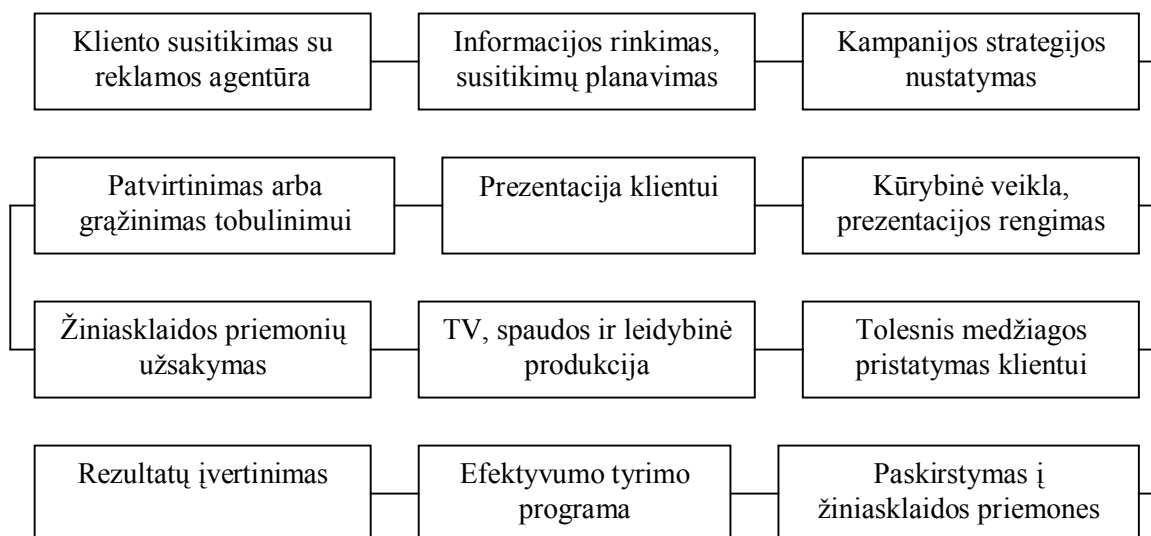 Kliento susitikimas su
reklamos agentūra
Informacijos rinkimas,
susitikimų planavimas
Kampanijos strategijos
nustatymas
Patvirtinimas arba
grąžinimas tobulinimui
Prezentacija klientui
Kūrybinė veikla,
prezentacijos rengimas
Žiniasklaidos priemonių
užsakymas
TV, spaudos ir leidybinė
produkcija
Tolesnis medžiagos
pristatymas klientui
Rezultatų įvertinimas
Efektyvumo tyrimo
programa
Paskirstymas į
žiniasklaidos priemones